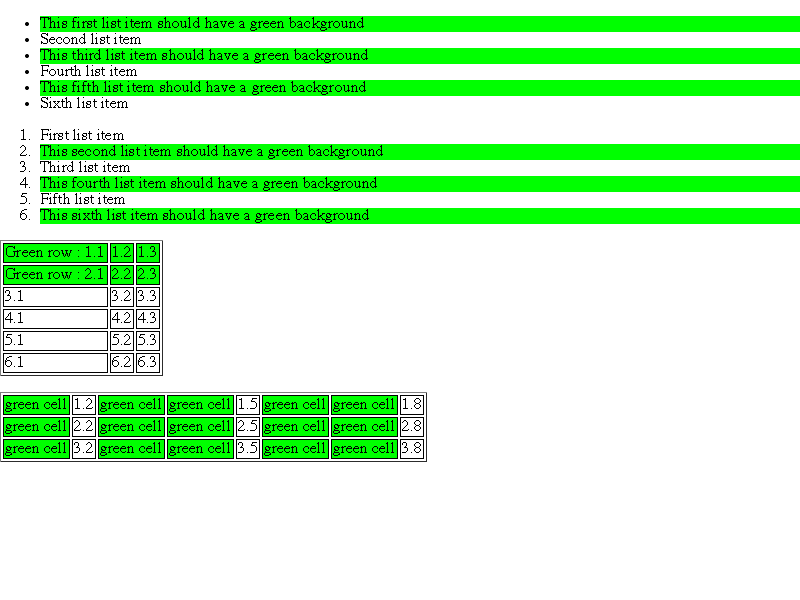 • This first list item should have a green background
• Second list item
• This third list item should have a green background
• Fourth list item
• This fifth list item should have a green background
• Sixth list item
1. First list item
2. This second list item should have a green background
3. Third list item
4. This fourth list item should have a green background
5. Fifth list item
6. This sixth list item should have a green background
Green row : 1.1 1.2 1.3
Green row : 2.1 2.2 2.3
3.1 3.2 3.3
4.1 4.2 4.3
5.1 5.2 5.3
6.1 6.2 6.3
green cell 1.2 green cell green cell 1.5 green cell green cell 1.8
green cell 2.2 green cell green cell 2.5 green cell green cell 2.8
green cell 3.2 green cell green cell 3.5 green cell green cell 3.8